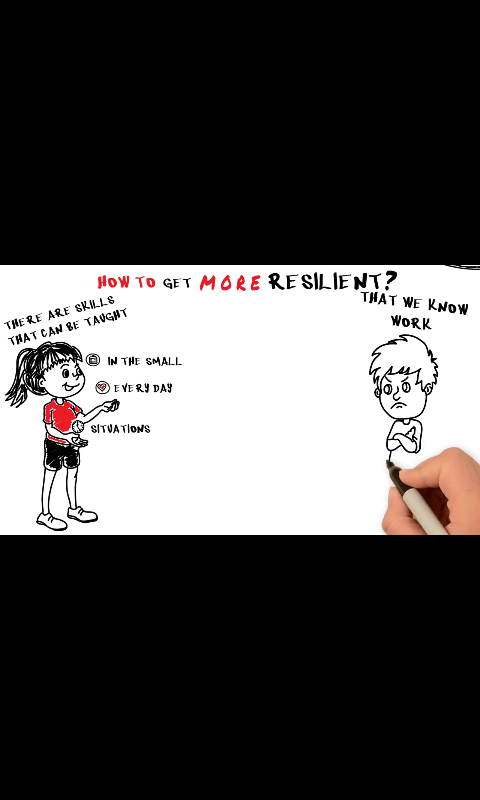 HOW TO GET MORE RESILIENT?
THERE ARE SKILLS
THAT CAN BE TAUGHT
IN THE SMALL
EVERY DAY
SITUATIONS
THAT WE KNOW
WORK